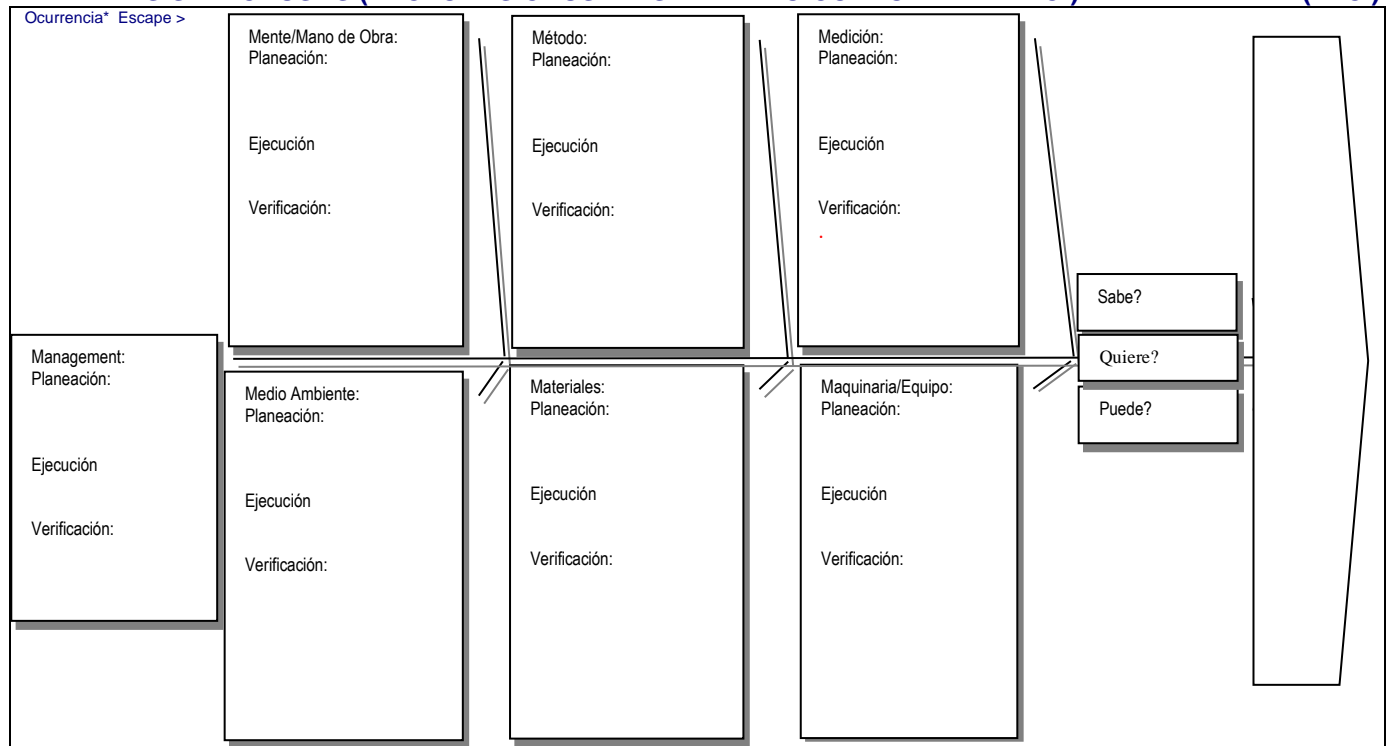 Ocurrencia* Escape >
Mente/Mano de Obra:
Planeación:
Ejecución
Verificación:
Método:
Planeación:
Ejecución
Verificación:
Medición:
Planeación:
Ejecución
Verificación:
.
Sabe?
Quiere?
Puede?
Management:
Planeación:
Ejecución
Verificación:
Medio Ambiente:
Planeación:
Ejecución
Verificación:
Materiales:
Planeación:
Ejecución
Verificación:
Maquinaria/Equipo:
Planeación:
Ejecución
Verificación: